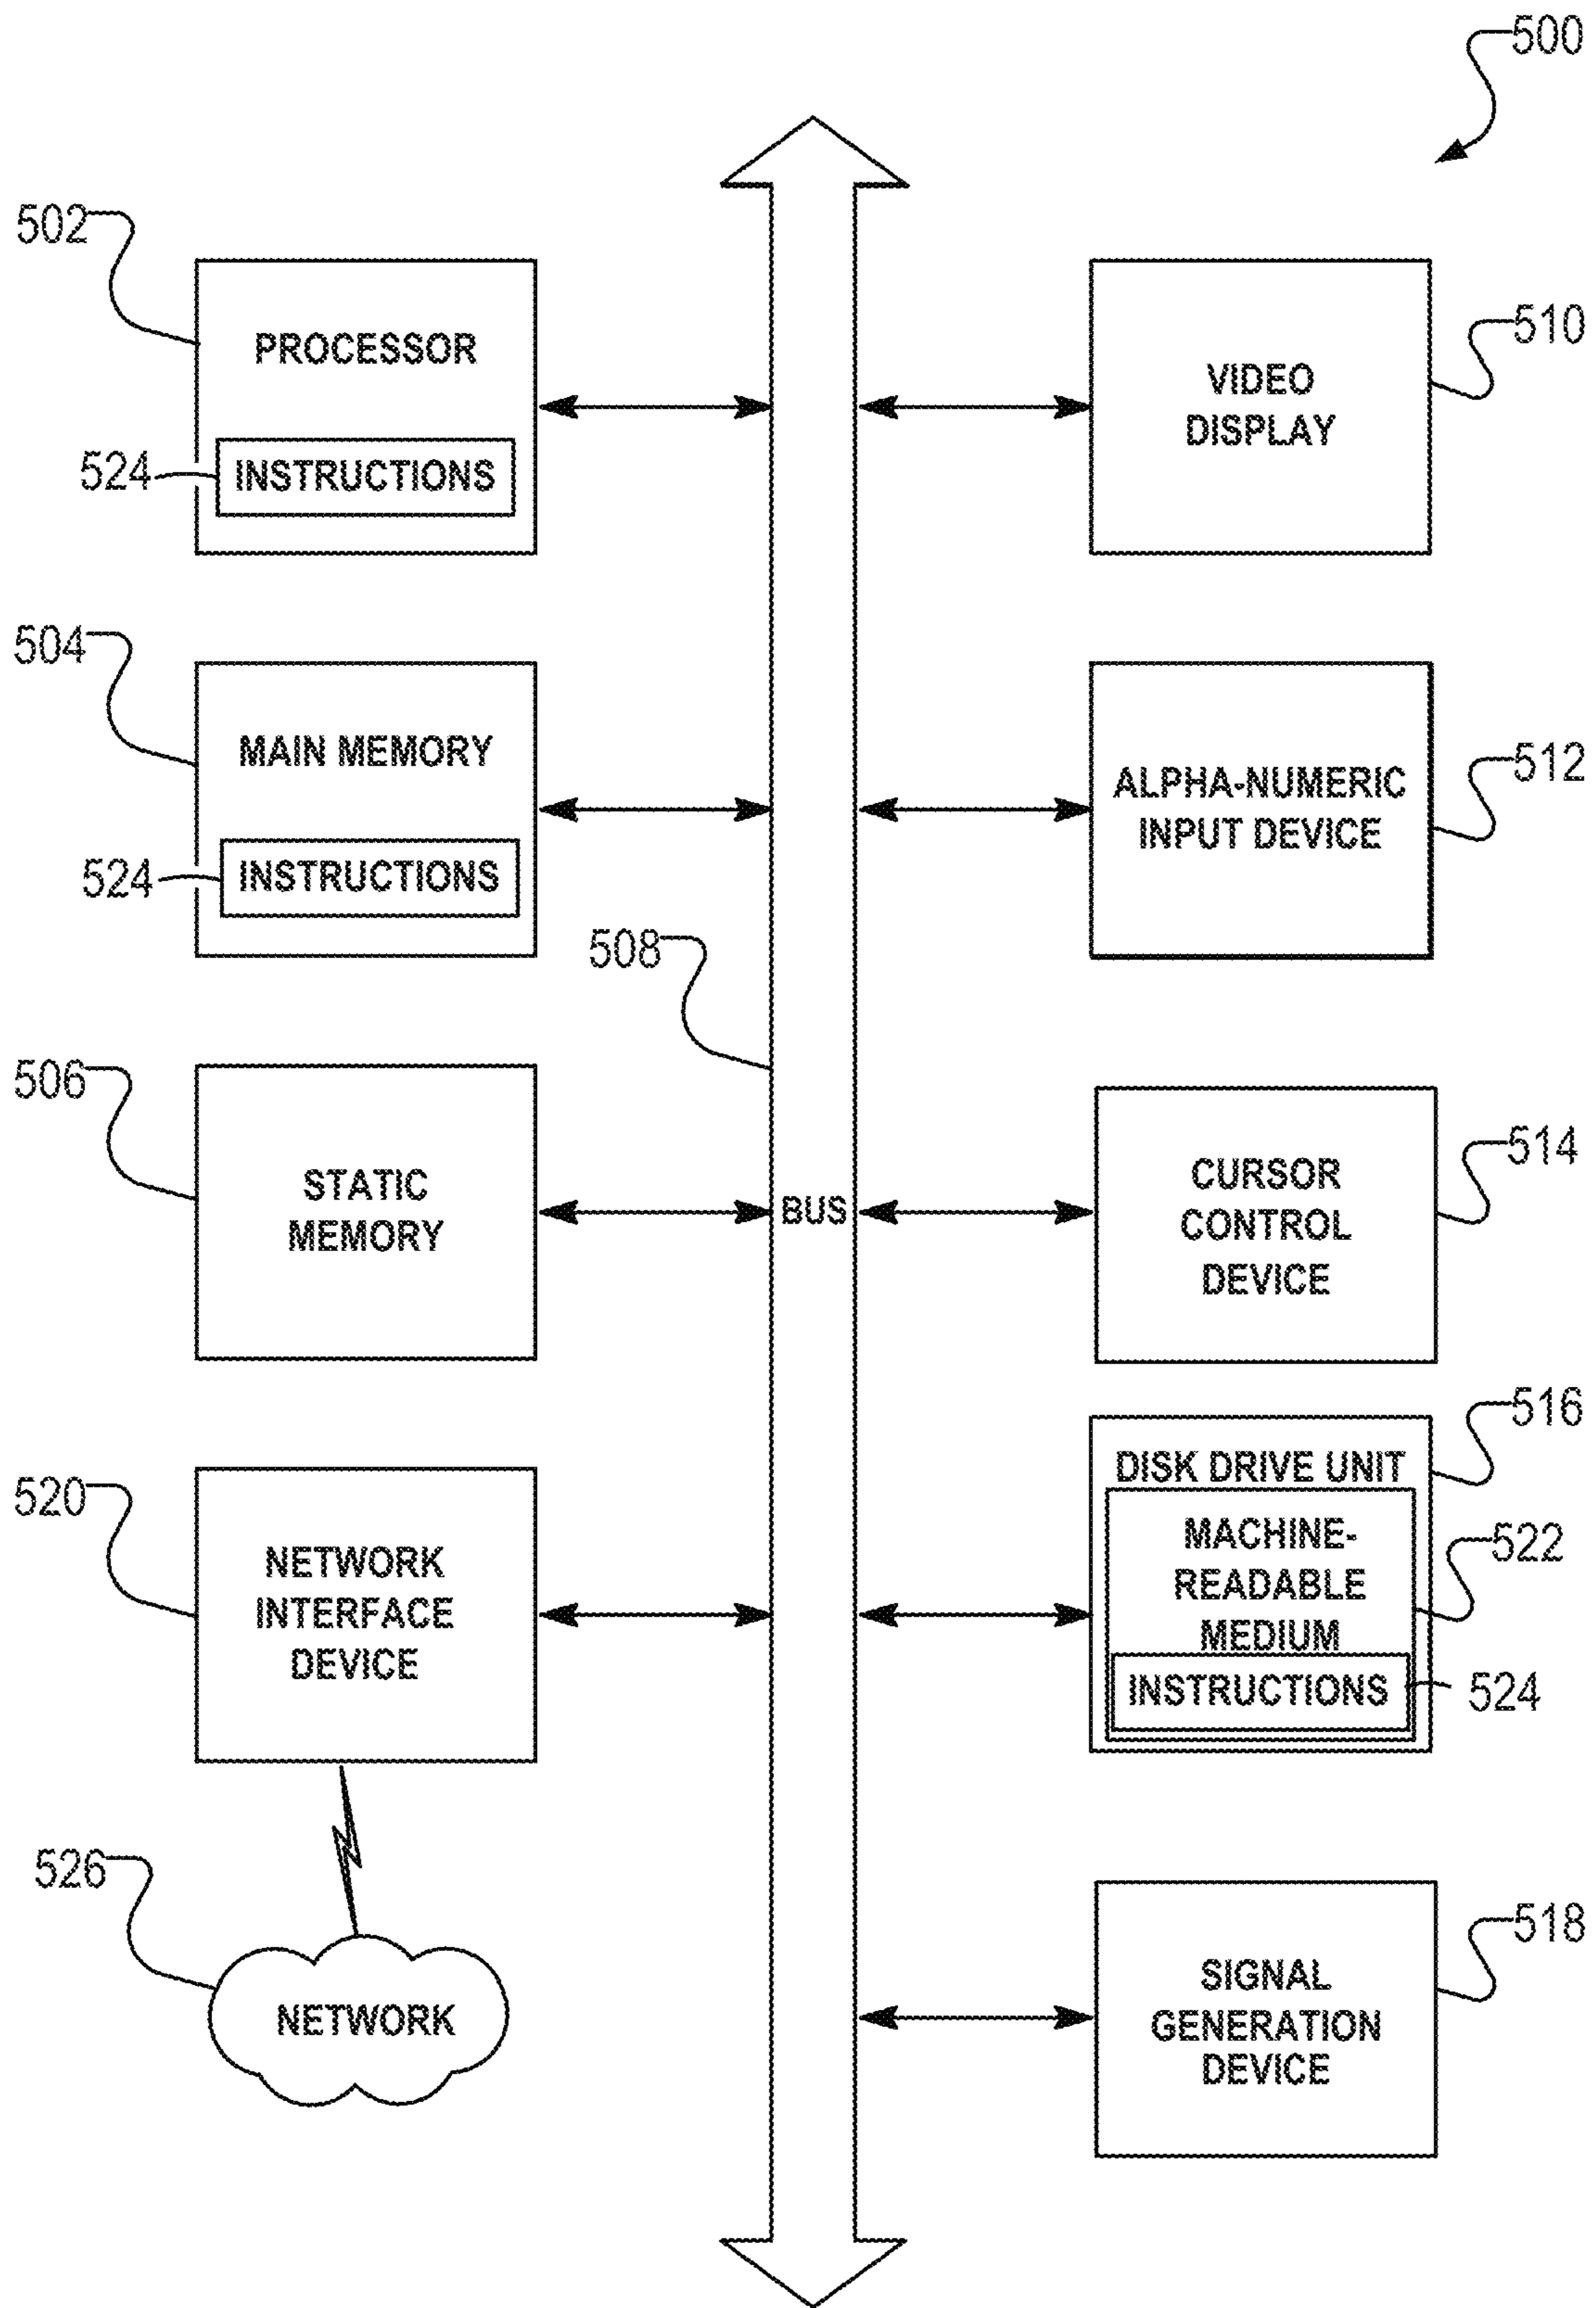 500
502
PROCESSOR
524
INSTRUCTIONS
504
MAIN MEMORY
524
INSTRUCTIONS
508
506
STATIC
MEMORY
520
NETWORK
INTERFACE
DEVICE
526
NETWORK
BUS
510
VIDEO
DISPLAY
512
ALPHA-NUMERIC
INPUT DEVICE
514
CURSOR
CONTROL
DEVICE
516
DISK DRIVE UNIT
522
MACHINE-
READABLE
MEDIUM
INSTRUCTIONS
524
518
SIGNAL
GENERATION
DEVICE